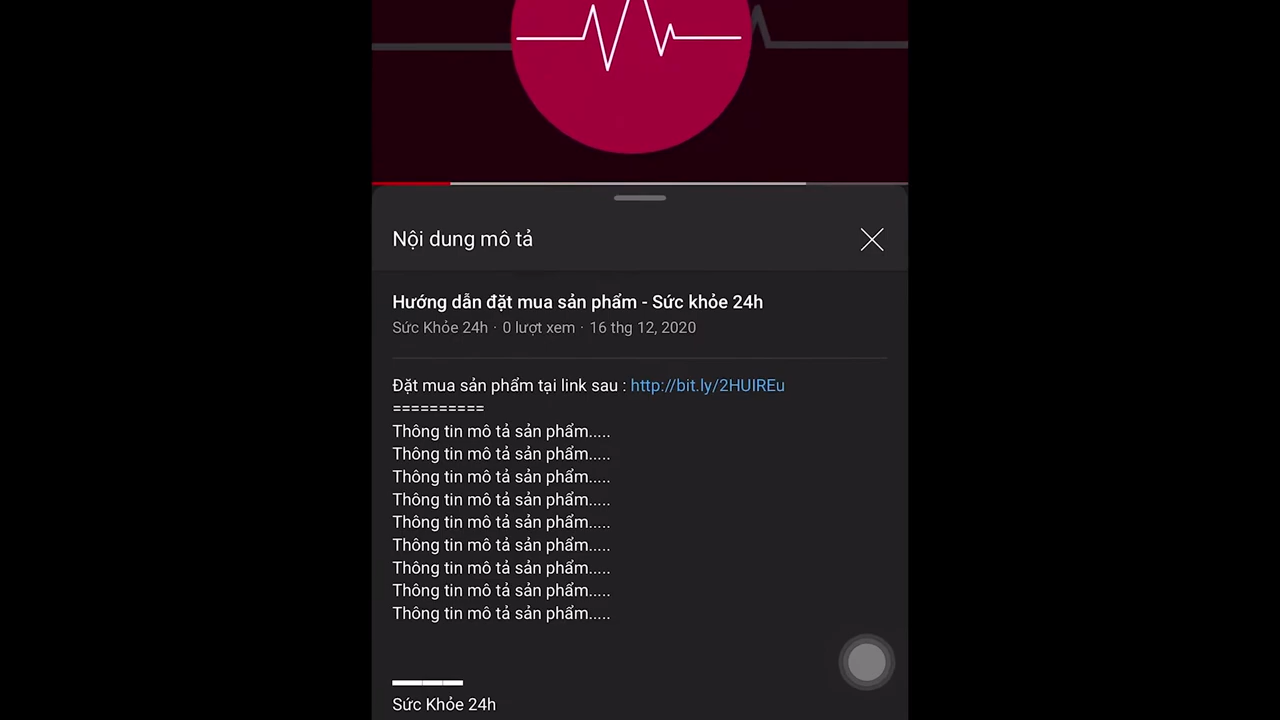 Nội dung mô tả
Hướng dẫn đặt mua sản phẩm - Sức khỏe 24h
Sức Khỏe 24h · 0 lượt xem · 16 thg 12, 2020
Đặt mua sản phẩm tại link sau : http://bit.ly/2HUIREu
==========
Thông tin mô tả sản phẩm.....
Thông tin mô tả sản phẩm.....
Thông tin mô tả sản phẩm.....
Thông tin mô tả sản phẩm.....
Thông tin mô tả sản phẩm.....
Thông tin mô tả sản phẩm.....
Thông tin mô tả sản phẩm.....
Thông tin mô tả sản phẩm.....
Thông tin mô tả sản phẩm.....
Sức Khỏe 24h